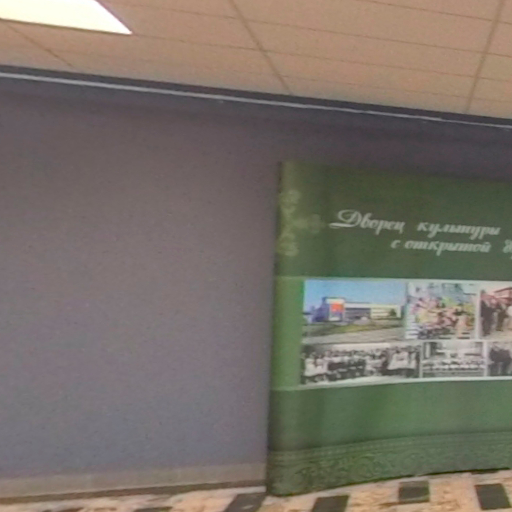 Дворец культуры
с открытой